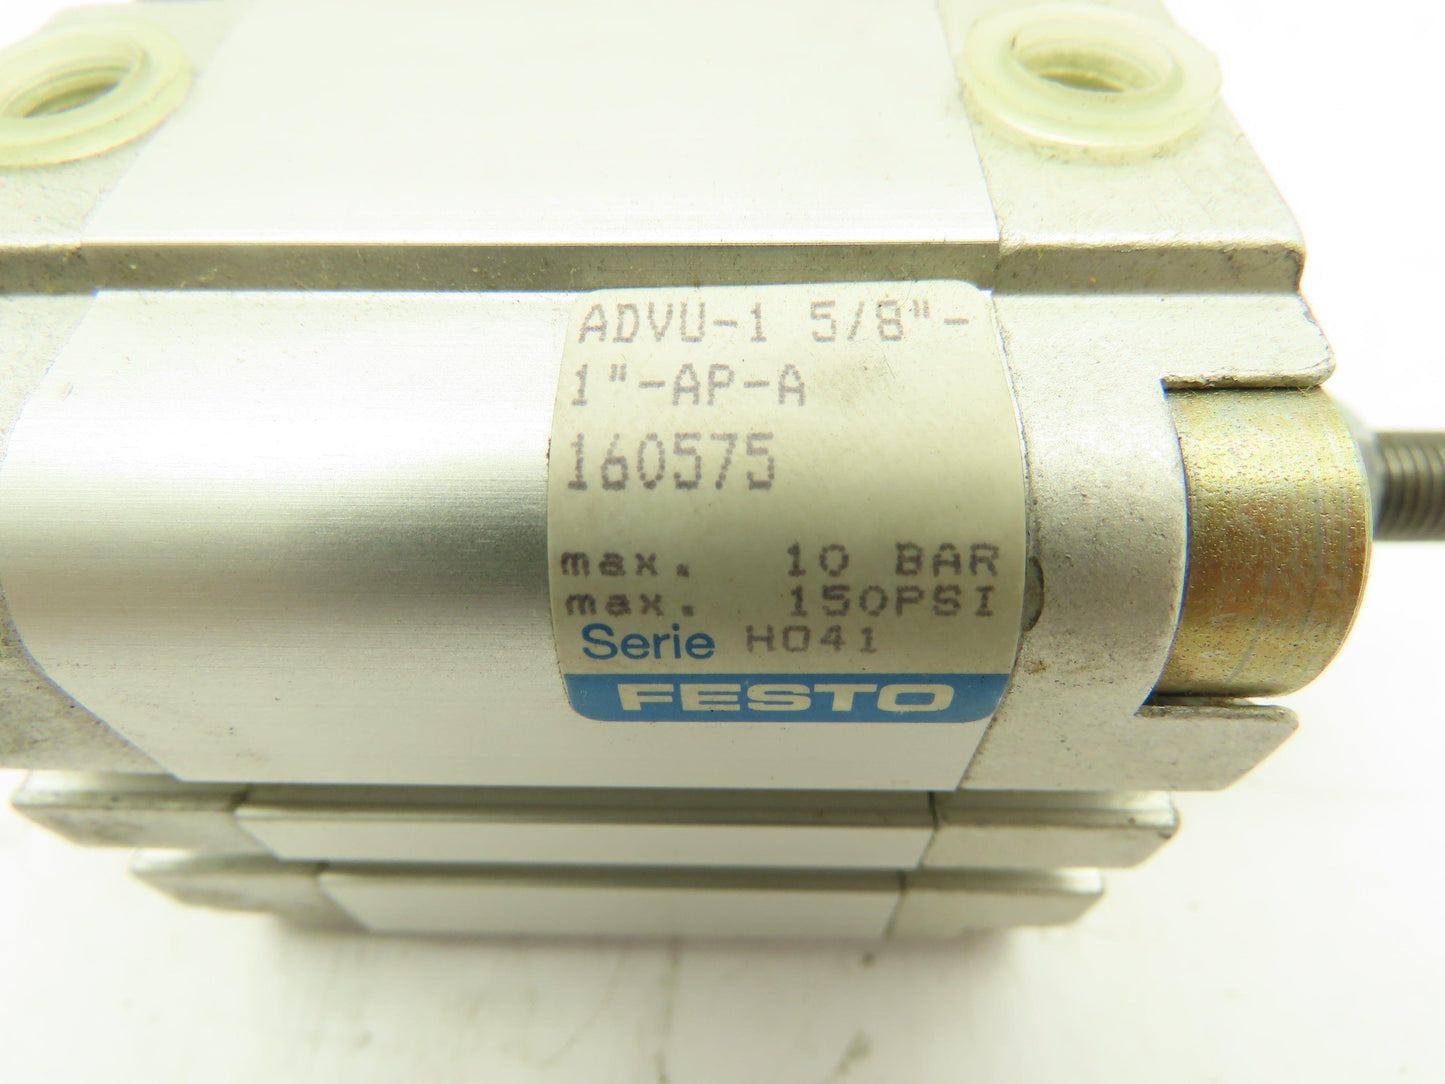 ADVU-1 5/8"-
1"-AP-A
160575
max. 10 BAR
max. 150PSI
Serie H041
FESTO